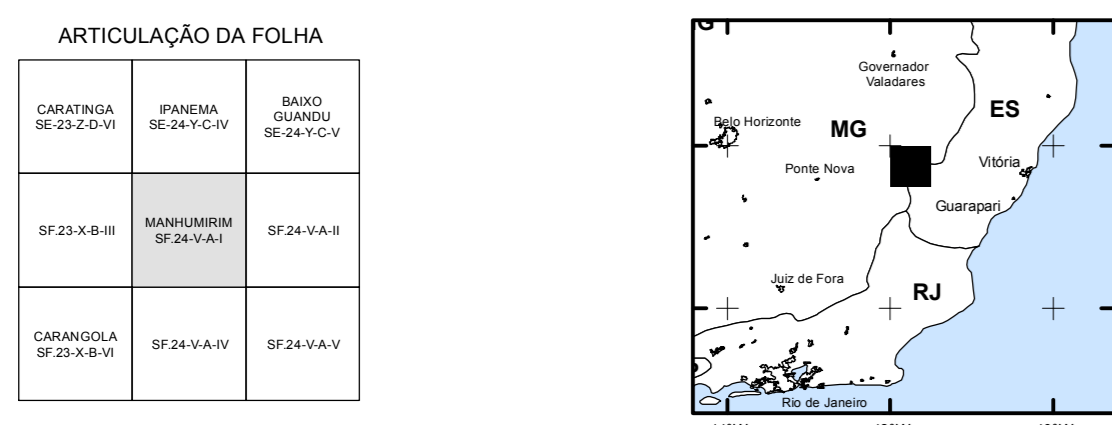 ARTICULAÇÃO DA FOLHA
CARATINGA
SE-23-Z-D-VI
IPANEMA
SE-24-Y-C-IV
BAIXO
GUANDU
SE-24-Y-C-V
SF.23-X-B-III
MANHUMIRIM
SF.24-V-A-I
SF.24-V-A-II
CARANGOLA
SF.23-X-B-VI
SF.24-V-A-IV
SF.24-V-A-V
G
Governador
Valadares
ES
Belo Horizonte
MG
Ponte Nova
Vitória
Guarapari
Juiz de Fora
RJ
Rio de Janeiro